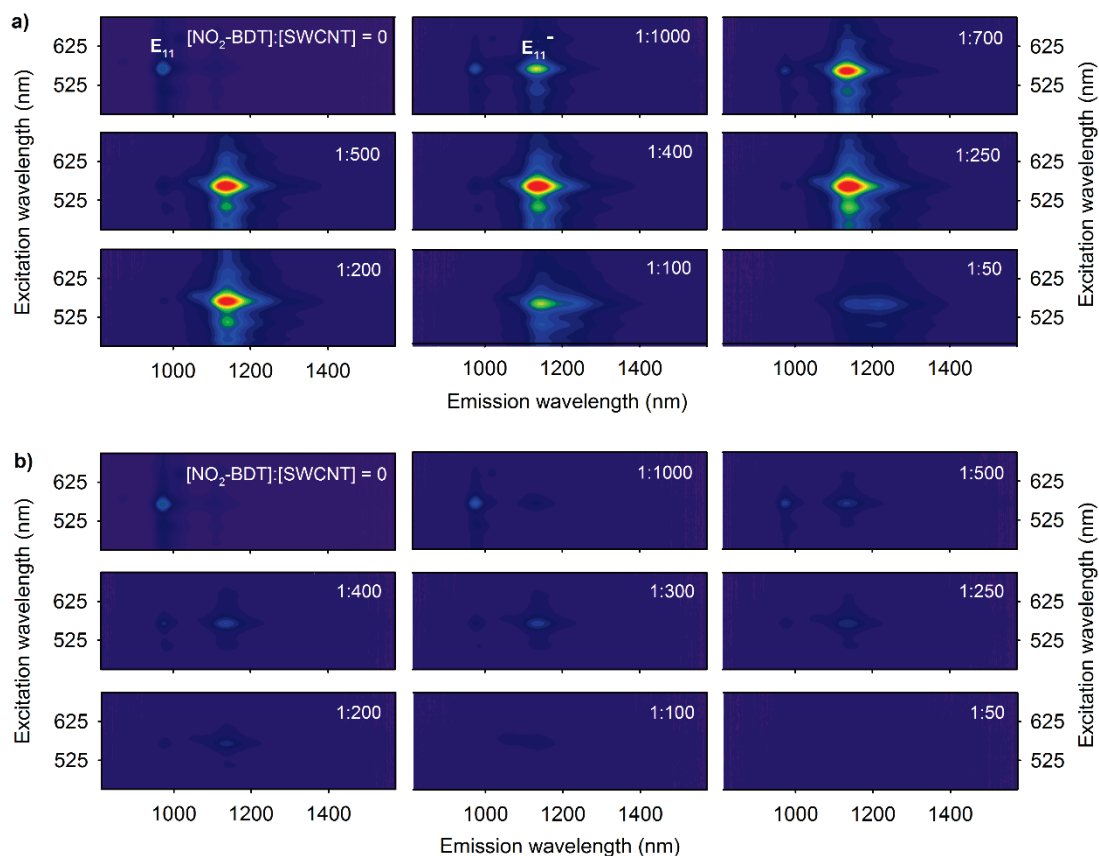 a)
E₁₁ [NO₂-BDT]:[SWCNT] = 0
1:1000
E₁₁⁻
1:700
625
525
625
525
1:500
1:400
1:250
625
525
625
525
1:200
1:100
1:50
625
525
625
525
Excitation wavelength (nm)
Excitation wavelength (nm)
1000 1200 1400
1000 1200 1400
1000 1200 1400
Emission wavelength (nm)
b)
[NO₂-BDT]:[SWCNT] = 0
1:1000
1:500
625
525
625
525
1:400
1:300
1:250
625
525
625
525
1:200
1:100
1:50
625
525
625
525
Excitation wavelength (nm)
Excitation wavelength (nm)
1000 1200 1400
1000 1200 1400
1000 1200 1400
Emission wavelength (nm)